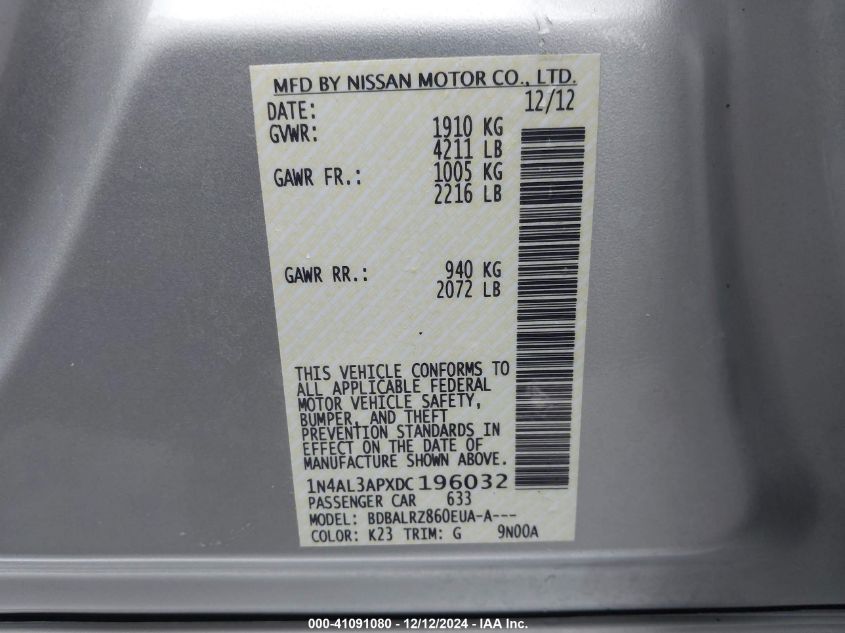 MFD BY NISSAN MOTOR CO., LTD.
DATE: 12/12
GVWR: 1910 KG
4211 LB
GAWR FR.: 1005 KG
2216 LB
GAWR RR.: 940 KG
2072 LB
THIS VEHICLE CONFORMS TO
ALL APPLICABLE FEDERAL
MOTOR VEHICLE SAFETY,
BUMPER, AND THEFT
PREVENTION STANDARDS IN
EFFECT ON THE DATE OF
MANUFACTURE SHOWN ABOVE.
1N4AL3APXDC196032
PASSENGER CAR 633
MODEL: BDBALRZ860EUA-A---
COLOR: K23 TRIM: G 9N00A
000-41091080 - 12/12/2024 - IAA Inc.